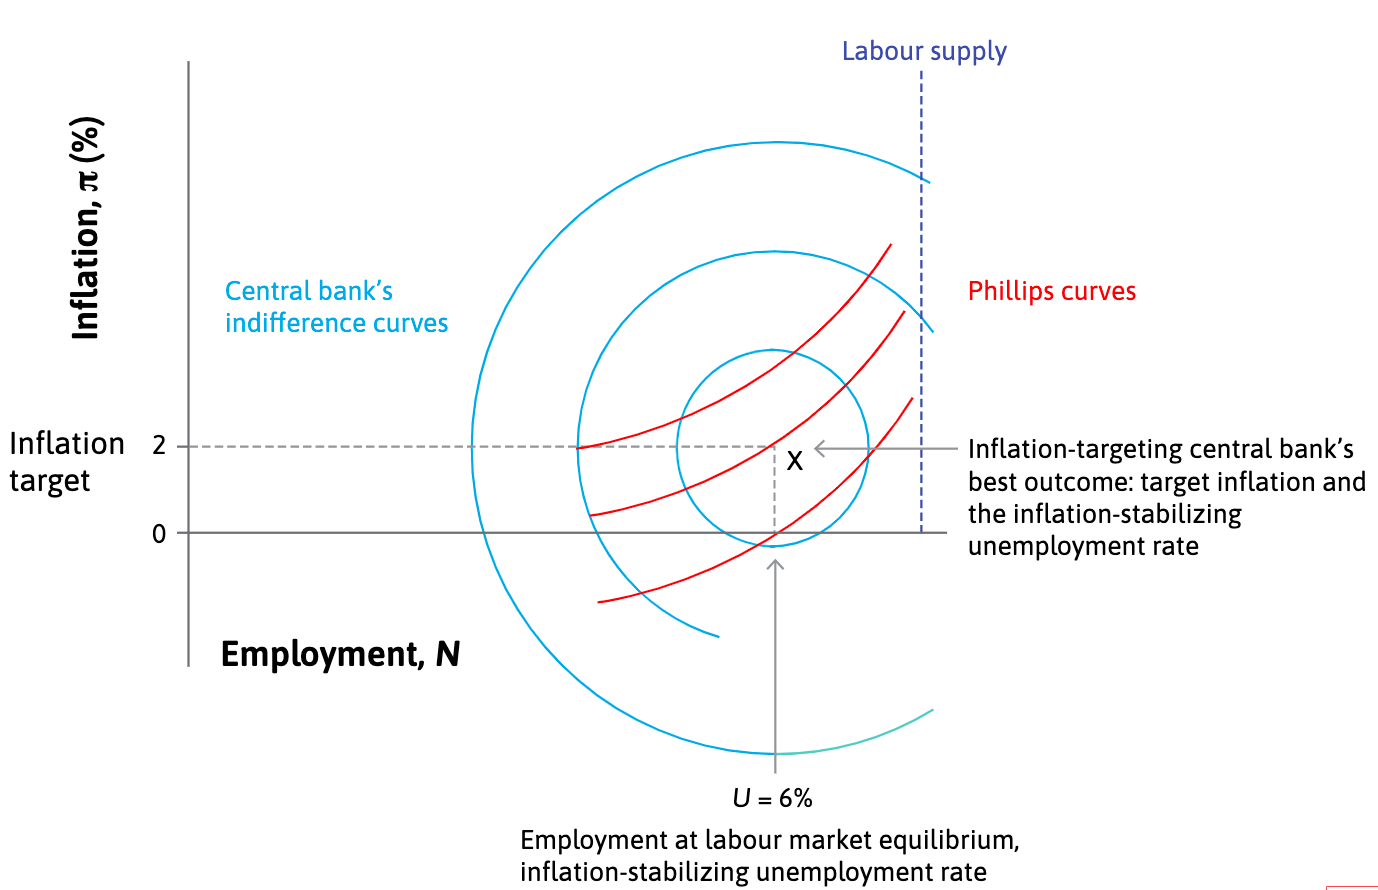 Labour supply
Inflation, π (%)
Central bank’s
indifference curves
Phillips curves
Inflation
target
2
X
Inflation-targeting central bank’s
best outcome: target inflation and
the inflation-stabilizing
unemployment rate
0
Employment, N
U = 6%
Employment at labour market equilibrium,
inflation-stabilizing unemployment rate